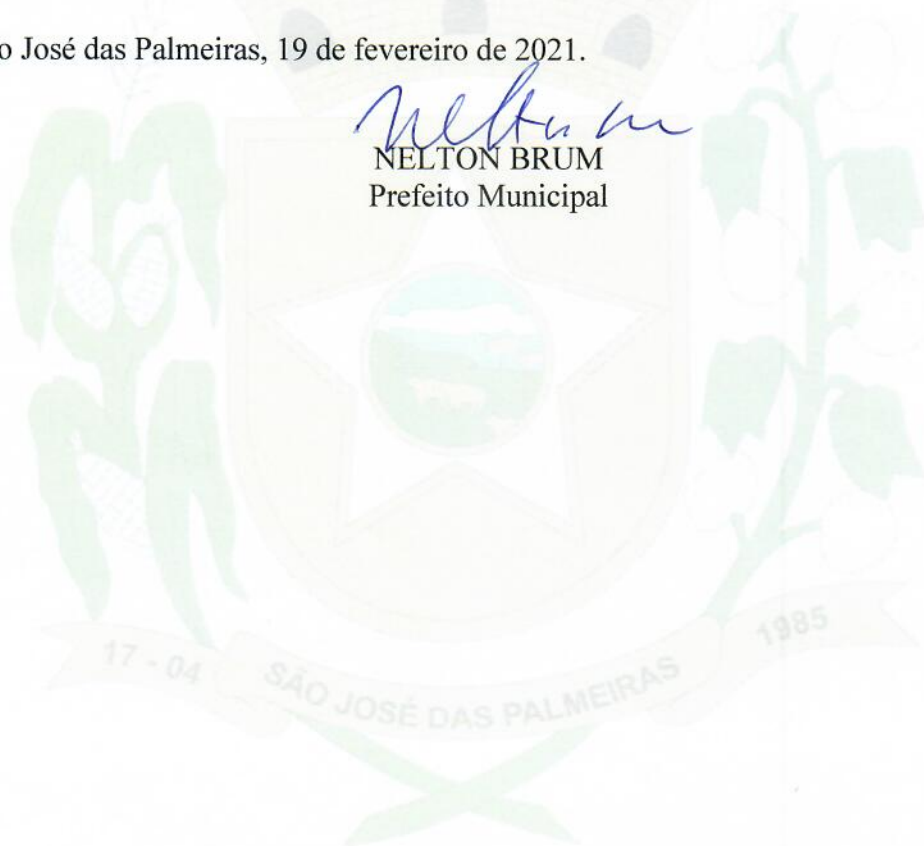 o José das Palmeiras, 19 de fevereiro de 2021.
NELTON BRUM
Prefeito Municipal
17 - 04
SÃO JOSÉ DAS PALMEIRAS
1985